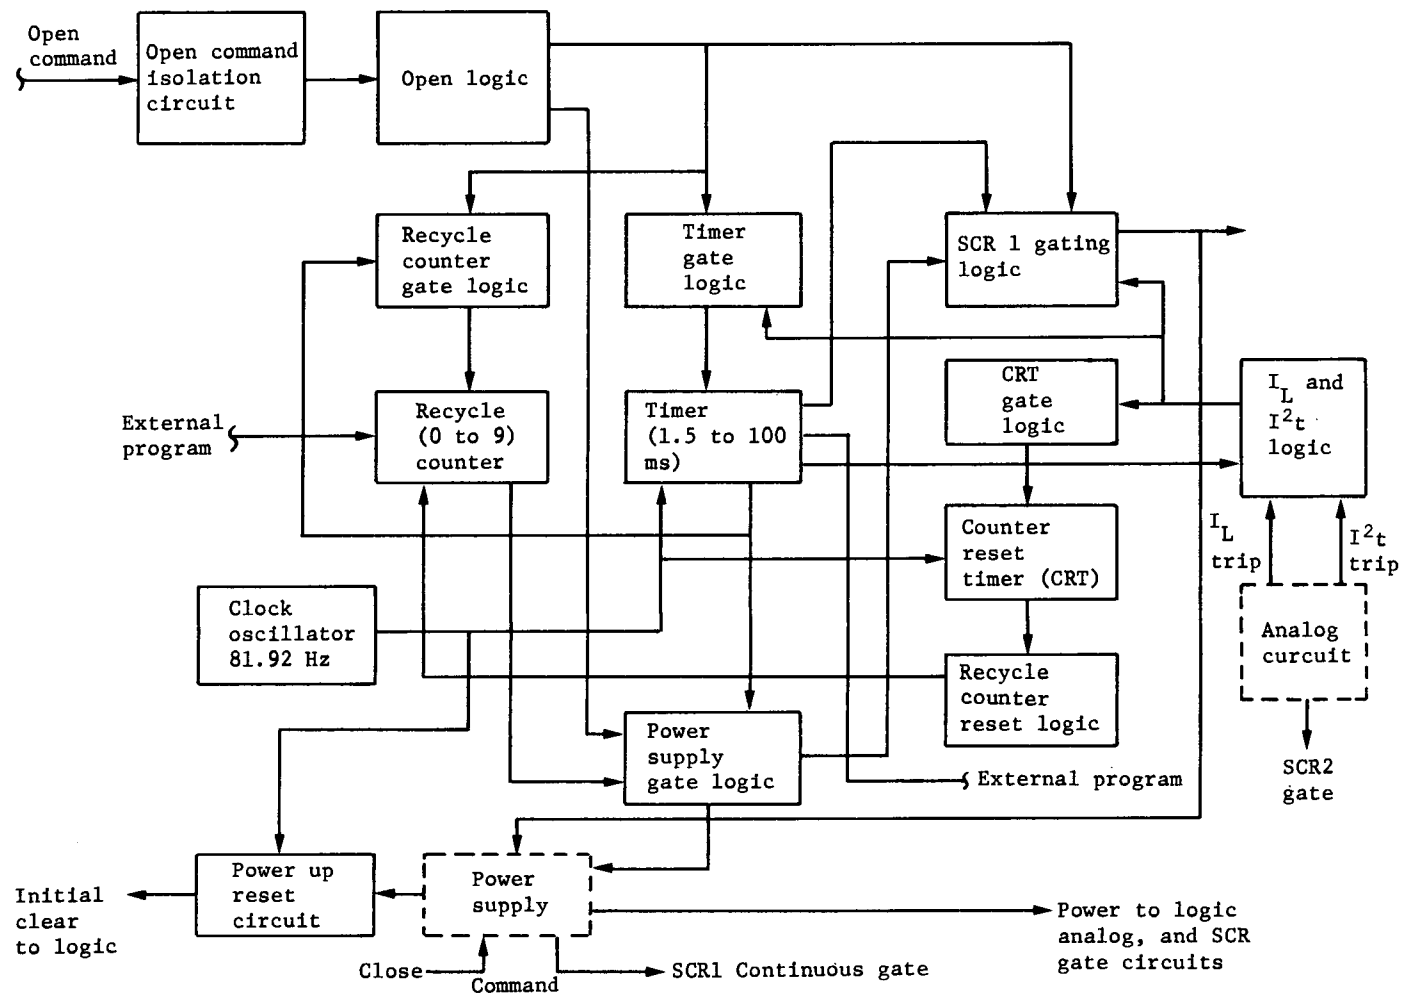 Open
command
Open command
isolation
circuit
Open logic
Recycle
counter
gate logic
Timer
gate
logic
SCR 1 gating
logic
External
program
Recycle
(0 to 9)
counter
Timer
(1.5 to 100
ms)
CRT
gate
logic
I_L and
I²t
logic
Counter
reset
timer (CRT)
I_L
trip
I²t
trip
Clock
oscillator
81.92 Hz
Analog
curcuit
Recycle
counter
reset logic
Power
supply
gate logic
External program
SCR2
gate
Initial
clear
to logic
Power up
reset
circuit
Power
supply
Power to logic
analog, and SCR
gate circuits
Close
Command
SCR1 Continuous gate